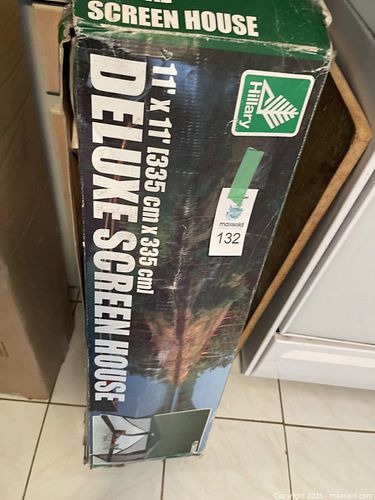 SCREEN HOUSE
Hillary
11' X 11' [335 cm x 335 cm]
DELUXE SCREEN HOUSE
maxsold
132
Copyright 2025 - maxsold.com